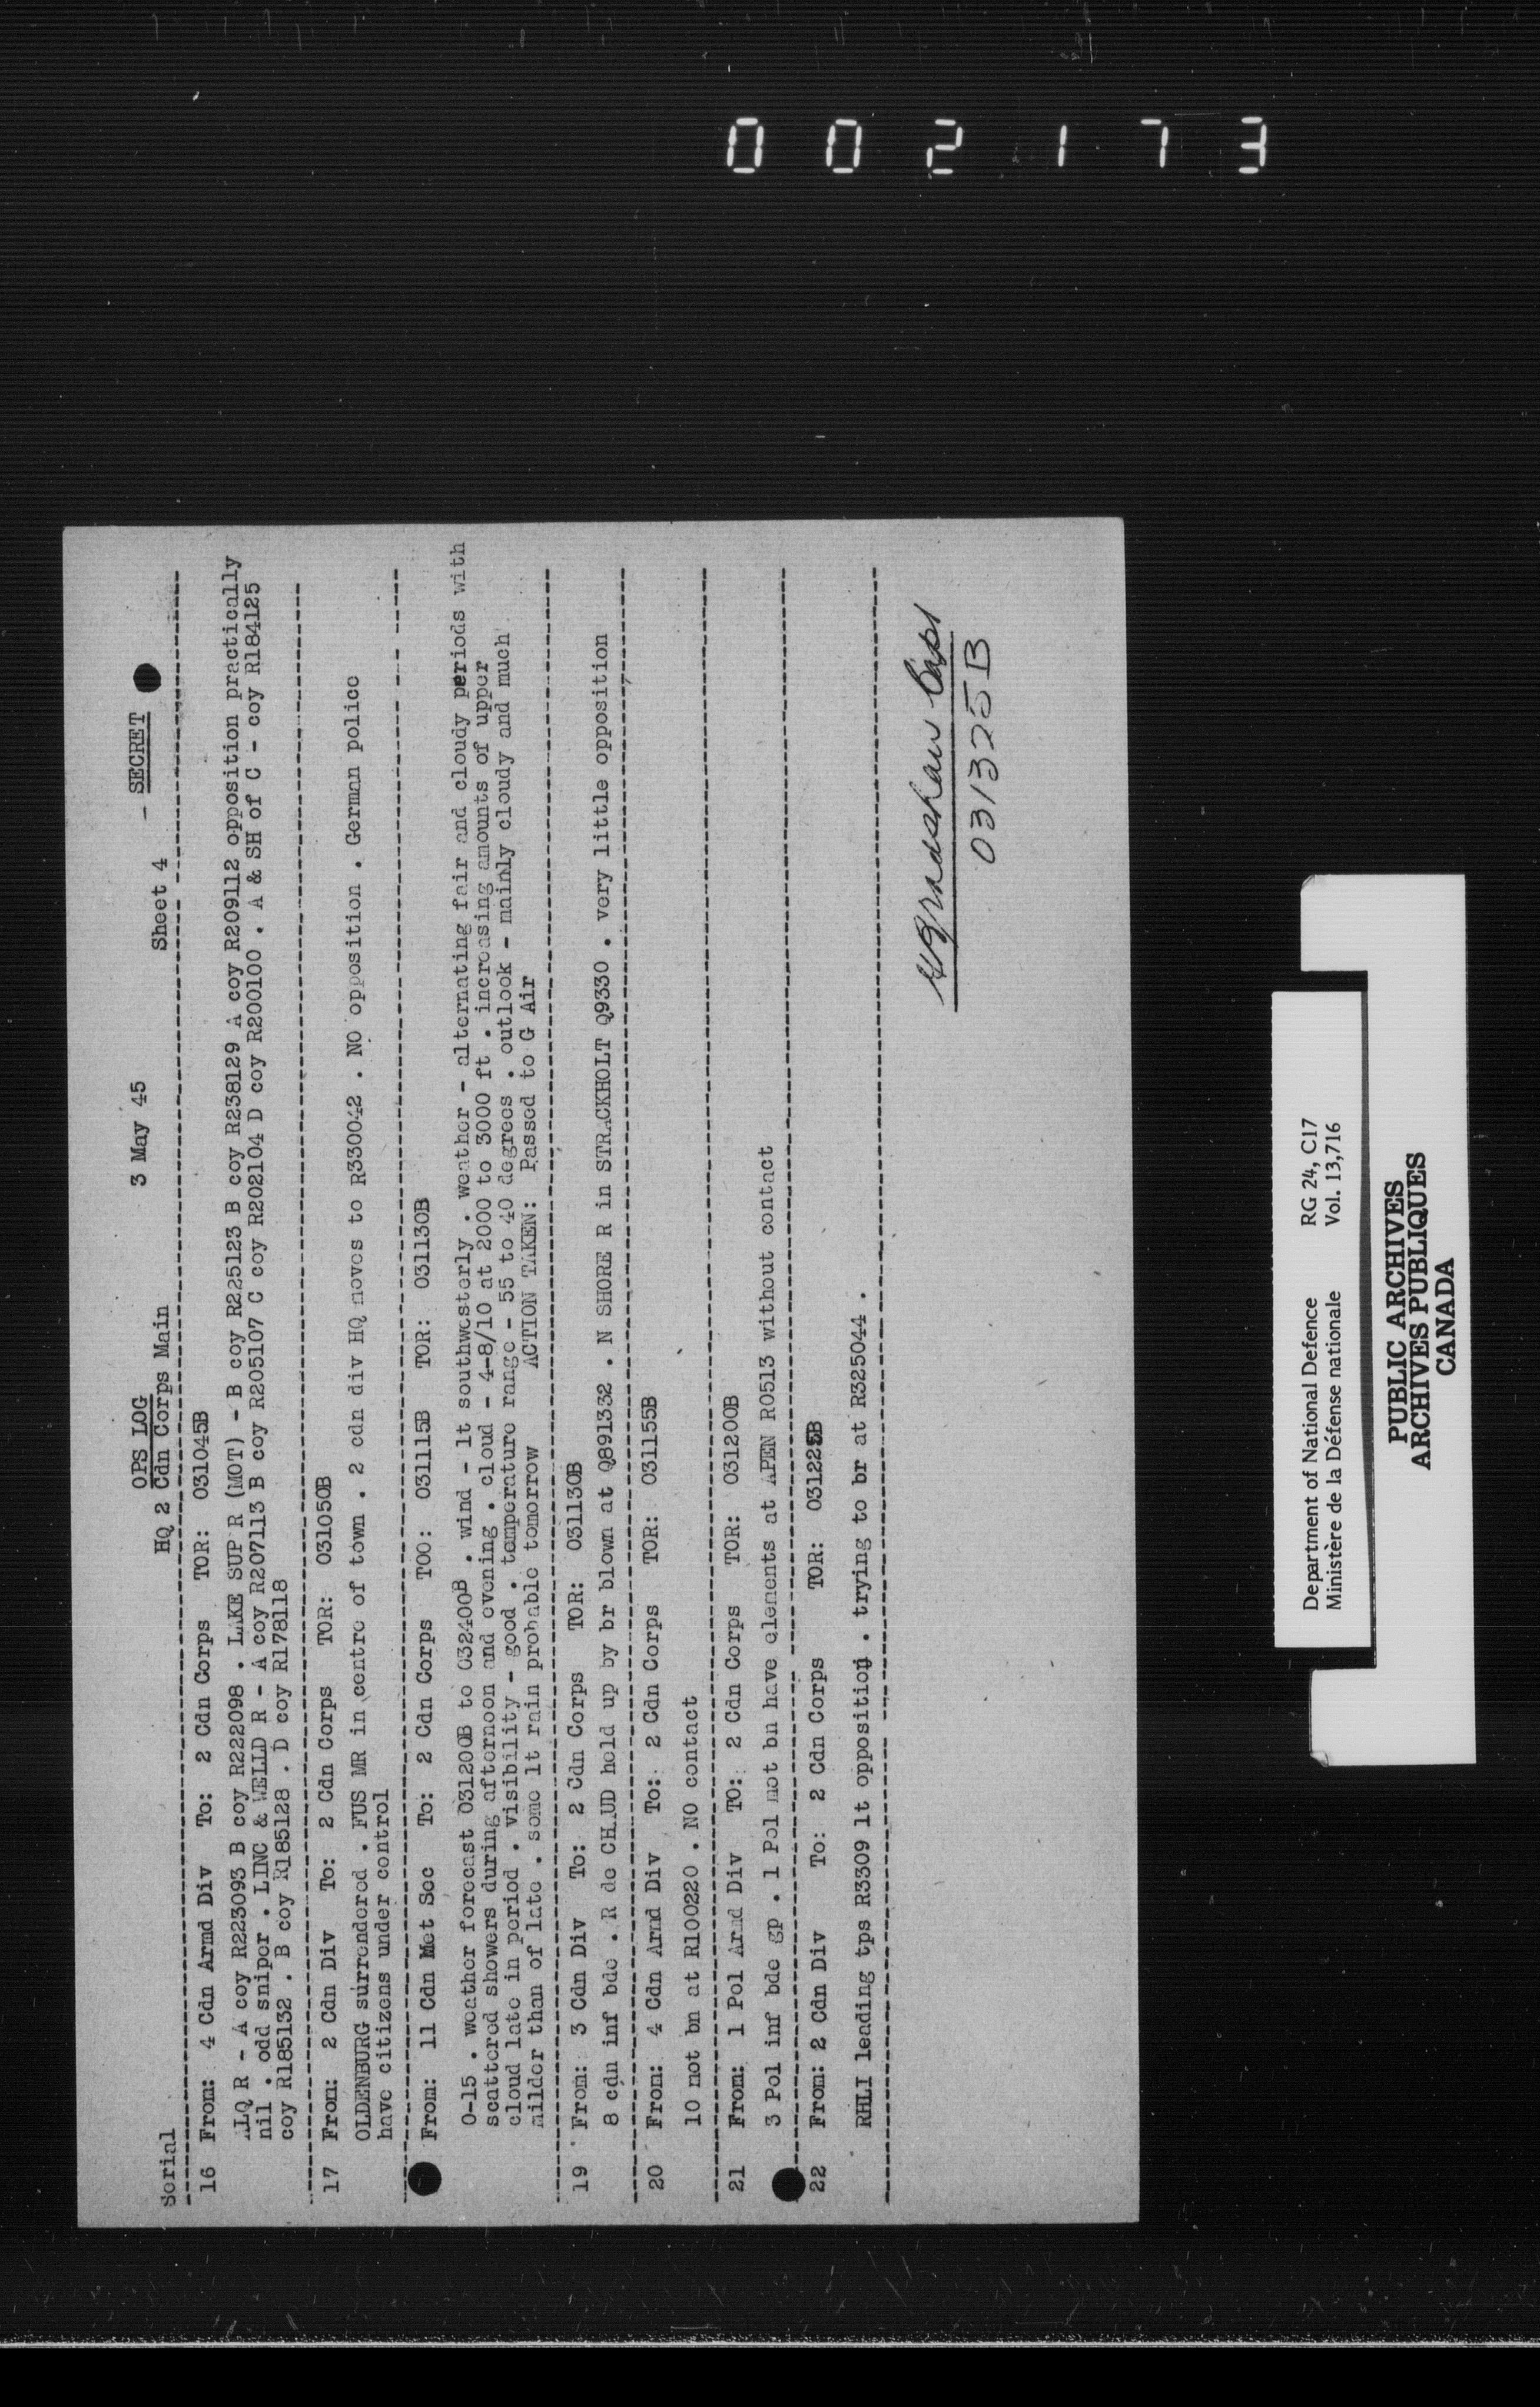 002173
OPS LOG 3 May 45 - SECRET
Serial HQ 2 Cdn Corps Main Sheet 4
16 From: 4 Cdn Armd Div To: 2 Cdn Corps TOR: 031045B
ALQ R - A coy R223093 B coy R222098 . LAKE SUP R (MOT) - B coy R225123 B coy R238129 A coy R209112 opposition practically
nil . odd sniper . LINC & WELLD R - A coy R207113 B coy R205107 C coy R202104 D coy R200100 . A & SH of C - coy R184125
coy R185132 . B coy R185128 . D coy R178118
17 From: 2 Cdn Div To: 2 Cdn Corps TOR: 031050B
OLDENBURG surrendered . FUS MR in centre of town . 2 cdn div HQ moves to R330042 . NO opposition . German police
have citizens under control
From: 11 Cdn Met Sec To: 2 Cdn Corps TOO: 031115B TOR: 031130B
0-15 . weather forecast 031200B to 032400B . wind - lt southwesterly . weather - alternating fair and cloudy periods with
scattered showers during afternoon and evening . cloud - 4-8/10 at 2000 to 3000 ft . increasing amounts of upper
cloud late in period . visibility - good . temperature range - 55 to 40 degrees . outlook - mainly cloudy and much
milder than of late . some lt rain probable tomorrow ACTION TAKEN: Passed to G Air
19 From: 3 Cdn Div To: 2 Cdn Corps TOR: 031130B
8 cdn inf bde . R de CHAUD held up by br blown at Q891332 . N SHORE R in STRACKHOLT Q9330 . very little opposition
20 From: 4 Cdn Armd Div To: 2 Cdn Corps TOR: 031155B
10 not bn at R100220 . NO contact
21 From: 1 Pol Armd Div TO: 2 Cdn Corps TOR: 031200B
3 Pol inf bde gp . 1 Pol mot bn have elements at APEN R0513 without contact
22 From: 2 Cdn Div To: 2 Cdn Corps TOR: 031225B
RHLI leading tps R3309 lt opposition . trying to br at R325044 .
Bradshaw Capt
031325B
Department of National Defence RG 24, C17
Ministère de la Défense nationale Vol. 13,716
PUBLIC ARCHIVES
ARCHIVES PUBLIQUES
CANADA